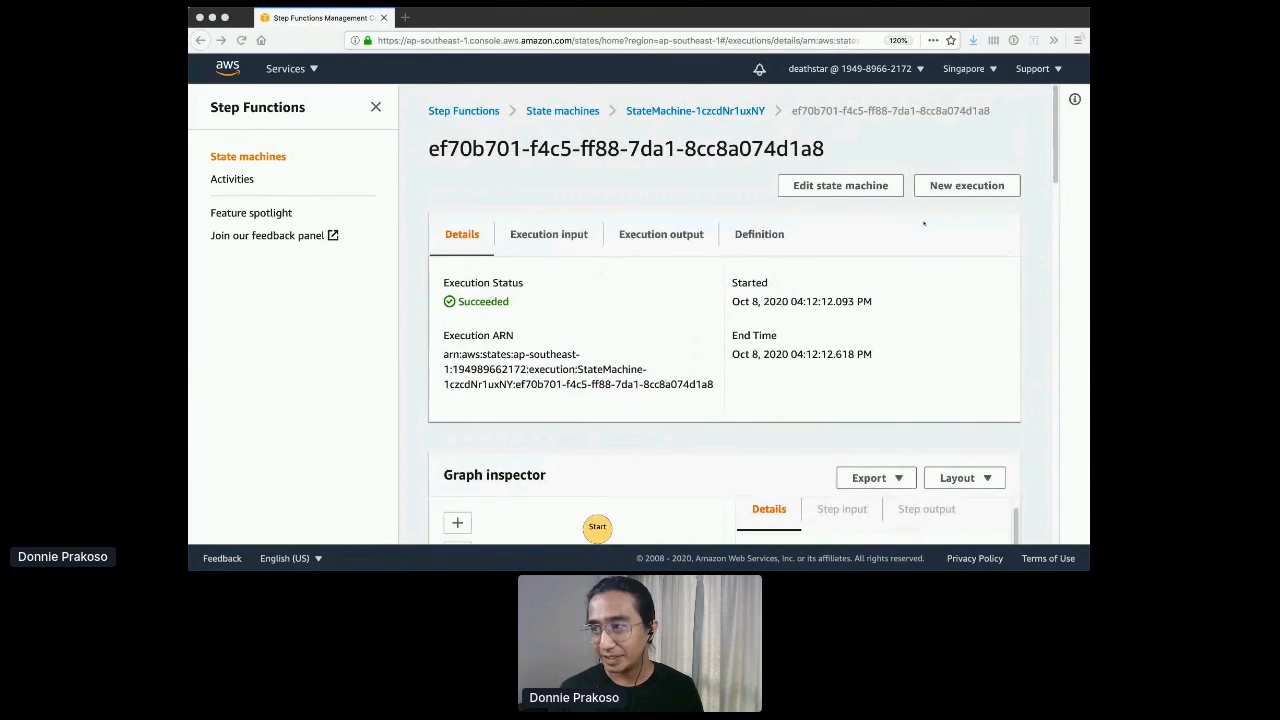 Step Functions Management Co
https://ap-southeast-1.console.aws.amazon.com/states/home?region=ap-southeast-1#/executions/details/arn:aws:state
120%
aws
Services
deathstar @ 1949-8966-2172
Singapore
Support
Step Functions
State machines
Activities
Feature spotlight
Join our feedback panel
Step Functions
State machines
StateMachine-1czcdNr1uxNY
ef70b701-f4c5-ff88-7da1-8cc8a074d1a8
ef70b701-f4c5-ff88-7da1-8cc8a074d1a8
Edit state machine
New execution
Details
Execution input
Execution output
Definition
Execution Status
Succeeded
Execution ARN
arn:aws:states:ap-southeast-
1:194989662172:execution:StateMachine-
1czcdNr1uxNY:ef70b701-f4c5-ff88-7da1-8cc8a074d1a8
Started
Oct 8, 2020 04:12:12.093 PM
End Time
Oct 8, 2020 04:12:12.618 PM
Graph inspector
Export
Layout
Start
Details
Step input
Step output
Feedback
English (US)
© 2008 - 2020, Amazon Web Services, Inc. or its affiliates. All rights reserved.
Privacy Policy
Terms of Use
Donnie Prakoso
Donnie Prakoso